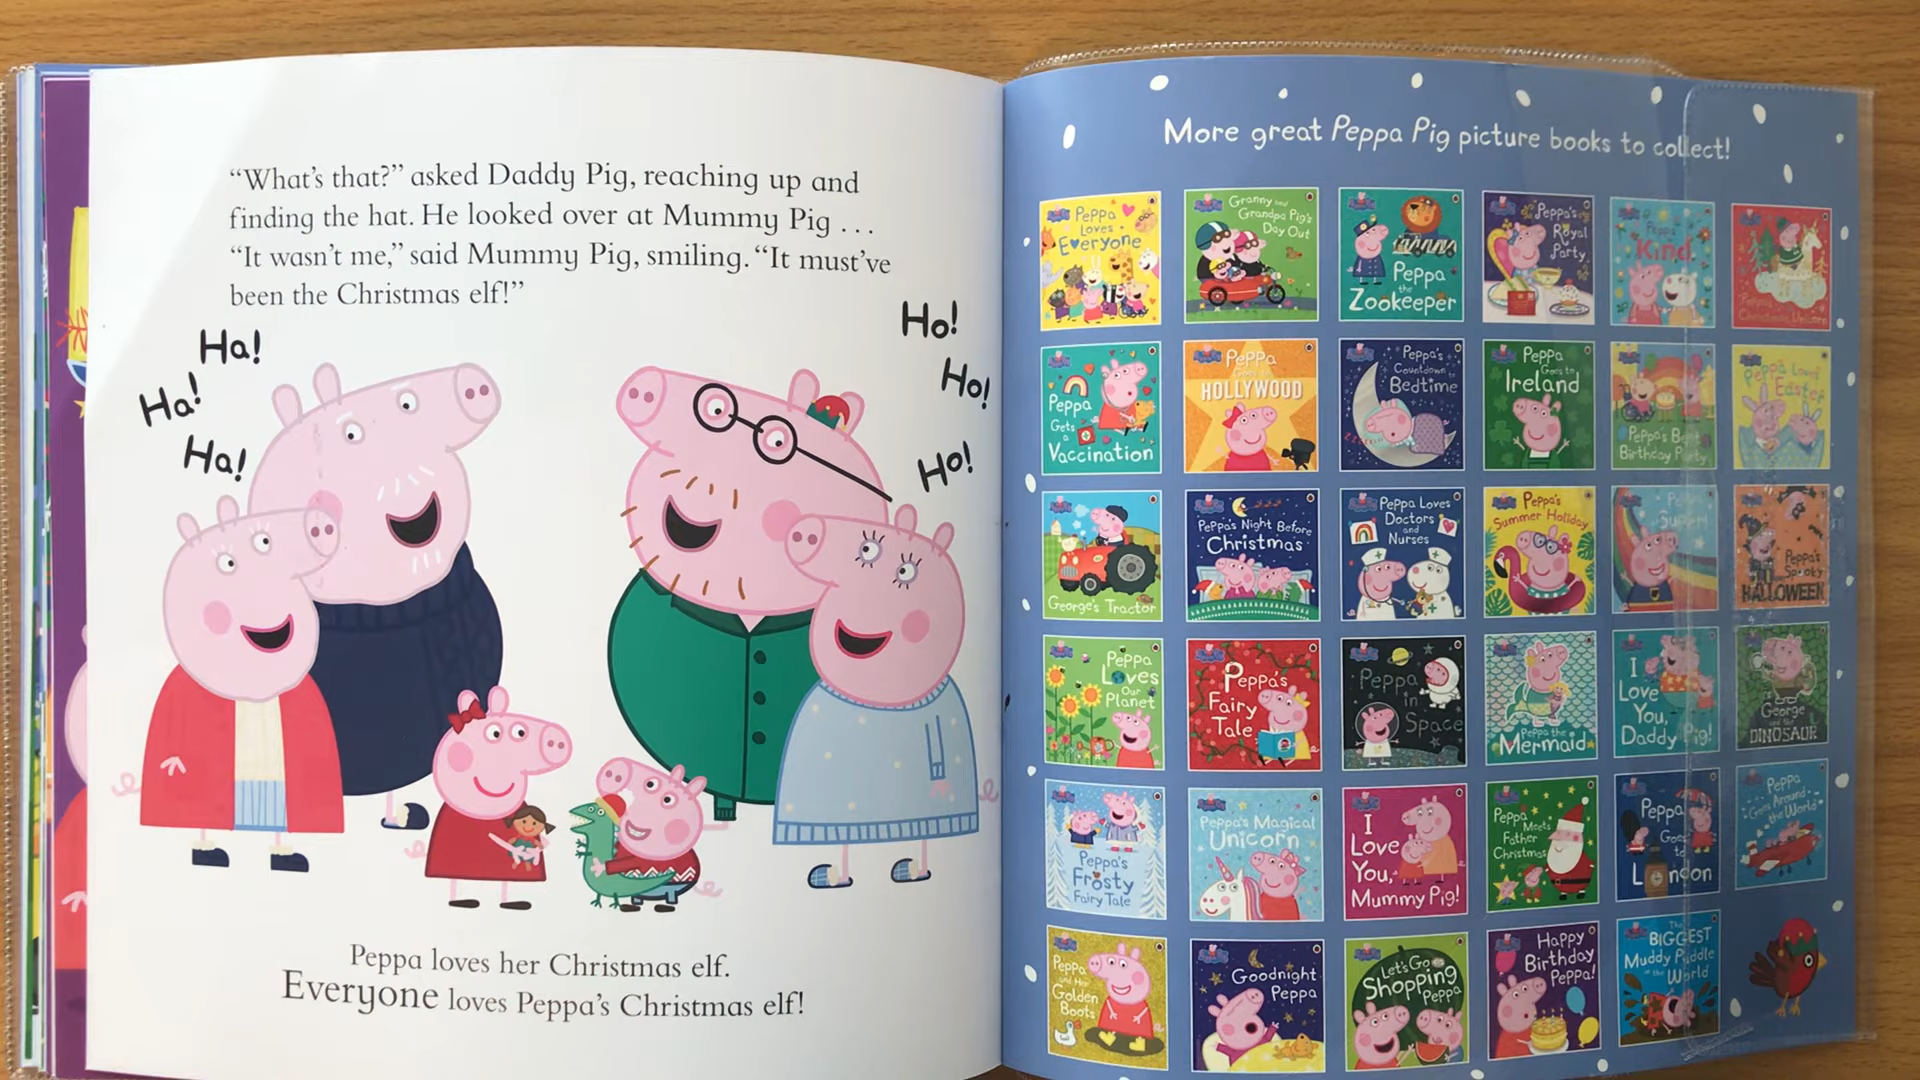 “What’s that?” asked Daddy Pig, reaching up and
finding the hat. He looked over at Mummy Pig . . .
“It wasn’t me,” said Mummy Pig, smiling. “It must’ve
been the Christmas elf!”
Ha!
Ha!
Ha!
Ho!
Ho!
Ho!
Peppa loves her Christmas elf.
Everyone loves Peppa’s Christmas elf!
More great Peppa Pig picture books to collect!
Peppa
Loves
Everyone
Granny and
Grandpa Pig's
Day Out
Peppa
the
Zookeeper
Peppa's
Royal
Party
Peppa
Kind
Christmas Unicorn
Peppa
Gets
a
Vaccination
Peppa
Goes to
HOLLYWOOD
Peppa's
Countdown to
Bedtime
Peppa
Goes to
Ireland
Peppa's Best
Birthday Party
Peppa Loves
Easter
George's Tractor
Peppa's Night Before
Christmas
Peppa Loves
Doctors
and
Nurses
Peppa's
Summer Holiday
Super
Peppa's
Spooky
HALLOWEEN
Peppa
Loves
Our
Planet
Peppa's
Fairy
Tale
Peppa
in
Space
Peppa the
Mermaid
I
Love
You,
Daddy Pig!
George
and the
DINOSAUR
Peppa's
Frosty
Fairy Tale
Peppa's Magical
Unicorn
I
Love
You,
Mummy Pig!
Peppa
Meets
Father
Christmas
Peppa
Goes
to
London
Peppa
Goes Around
the World
Peppa
and Her
Golden
Boots
Goodnight
Peppa
Let's Go
Shopping
Peppa
Happy
Birthday
Peppa!
The
BIGGEST
Muddy Puddle
in the World